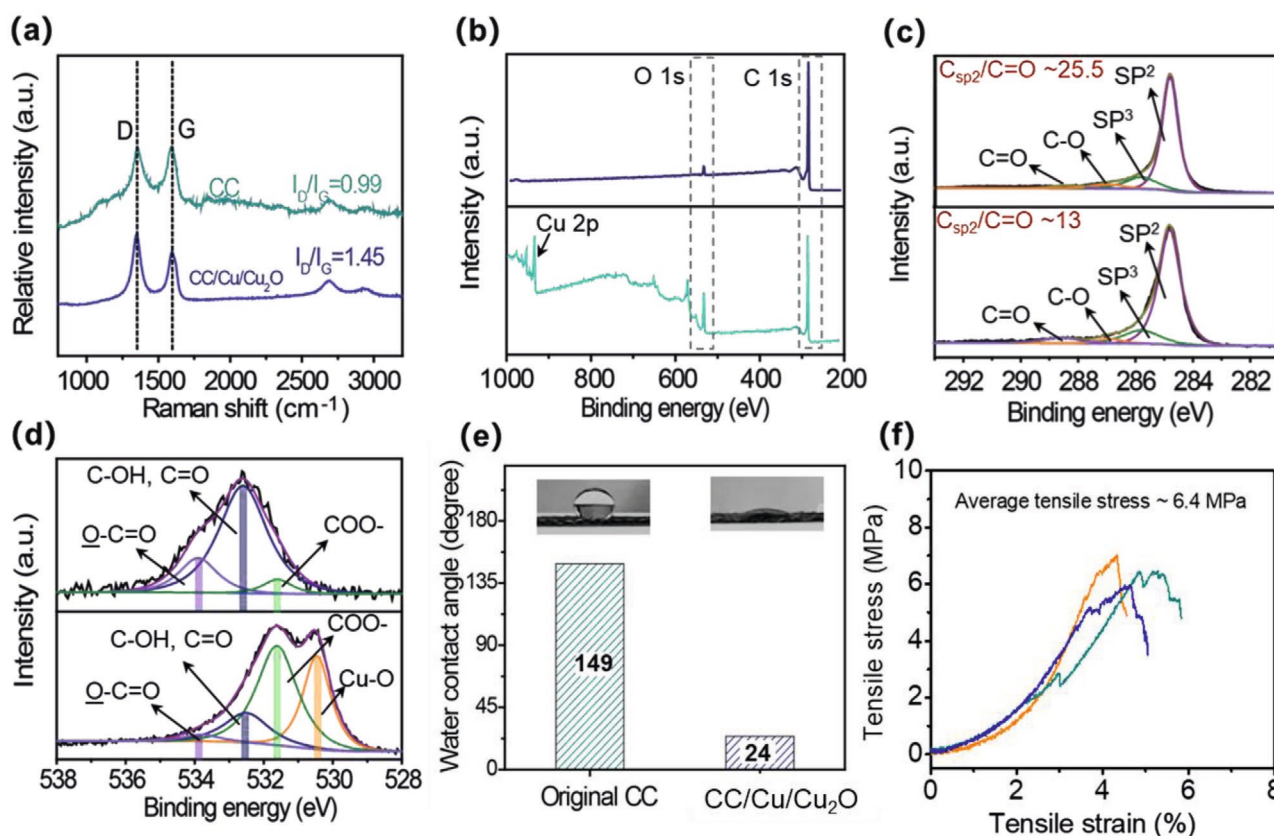 (a)
Relative intensity (a.u.)
D
G
CC
I_D/I_G=0.99
I_D/I_G=1.45
CC/Cu/Cu₂O
1000 1500 2000 2500 3000
Raman shift (cm⁻¹)
(b)
Intensity (a.u.)
O 1s
C 1s
Cu 2p
1000 800 600 400 200
Binding energy (eV)
(c)
Intensity (a.u.)
C_sp2/C=O ~25.5
SP²
SP³
C-O
C=O
C_sp2/C=O ~13
SP²
SP³
C-O
C=O
292 290 288 286 284 282
Binding energy (eV)
(d)
Intensity (a.u.)
C-OH, C=O
COO-
O-C=O
C-OH, C=O
COO-
O-C=O
Cu-O
538 536 534 532 530 528
Binding energy (eV)
(e)
Water contact angle (degree)
180
135
90
45
0
149
24
Original CC
CC/Cu/Cu₂O
(f)
Tensile stress (MPa)
10
8
6
4
2
0
Average tensile stress ~ 6.4 MPa
0 2 4 6 8
Tensile strain (%)